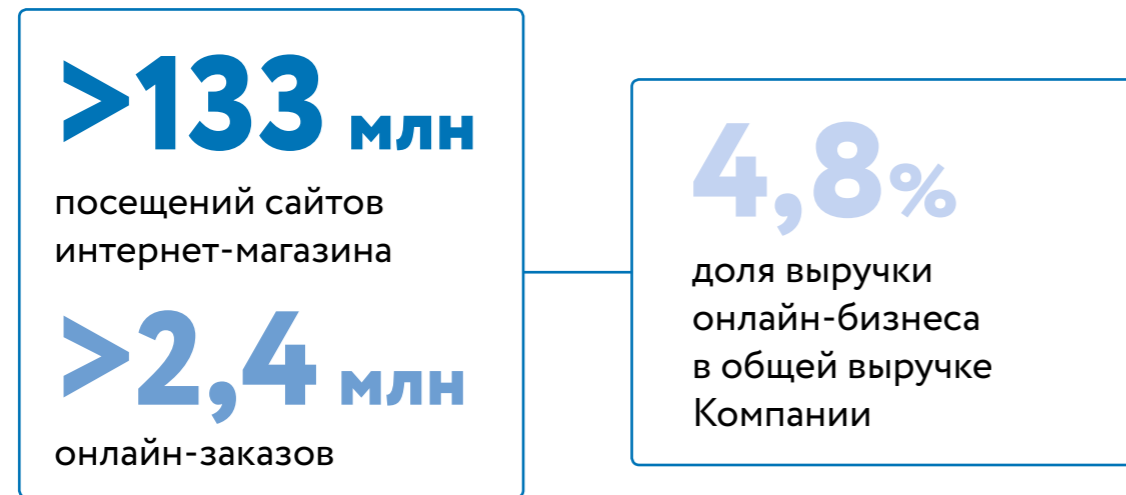 >133 млн
посещений сайтов
интернет-магазина
>2,4 млн
онлайн-заказов
4,8%
доля выручки
онлайн-бизнеса
в общей выручке
Компании